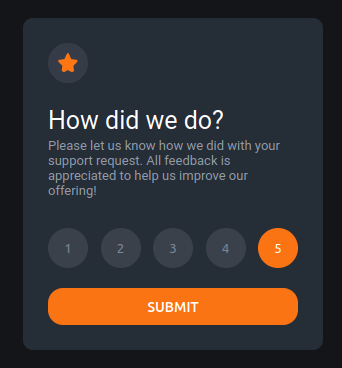 How did we do?
Please let us know how we did with your
support request. All feedback is
appreciated to help us improve our
offering!
1 2 3 4 5
SUBMIT